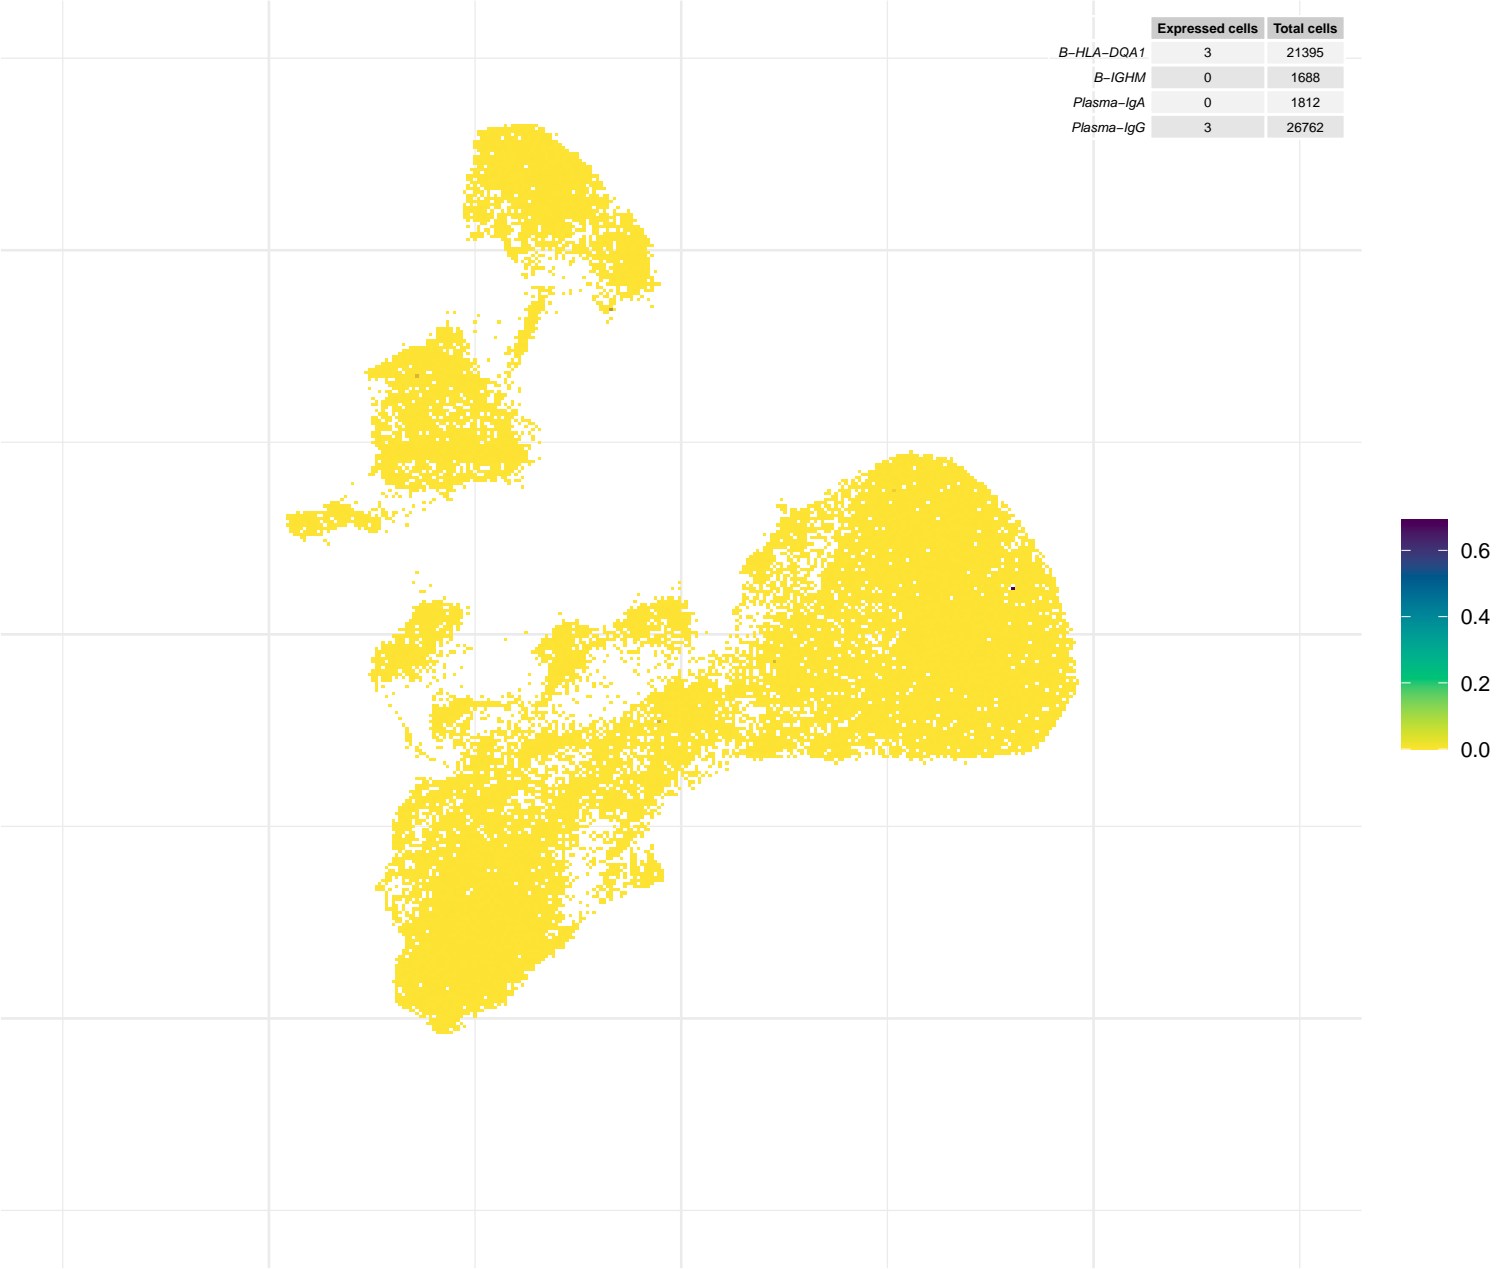 Expressed cells Total cells
B−HLA−DQA1 3 21395
B−IGHM 0 1688
Plasma−IgA 0 1812
Plasma−IgG 3 26762
0.6
0.4
0.2
0.0